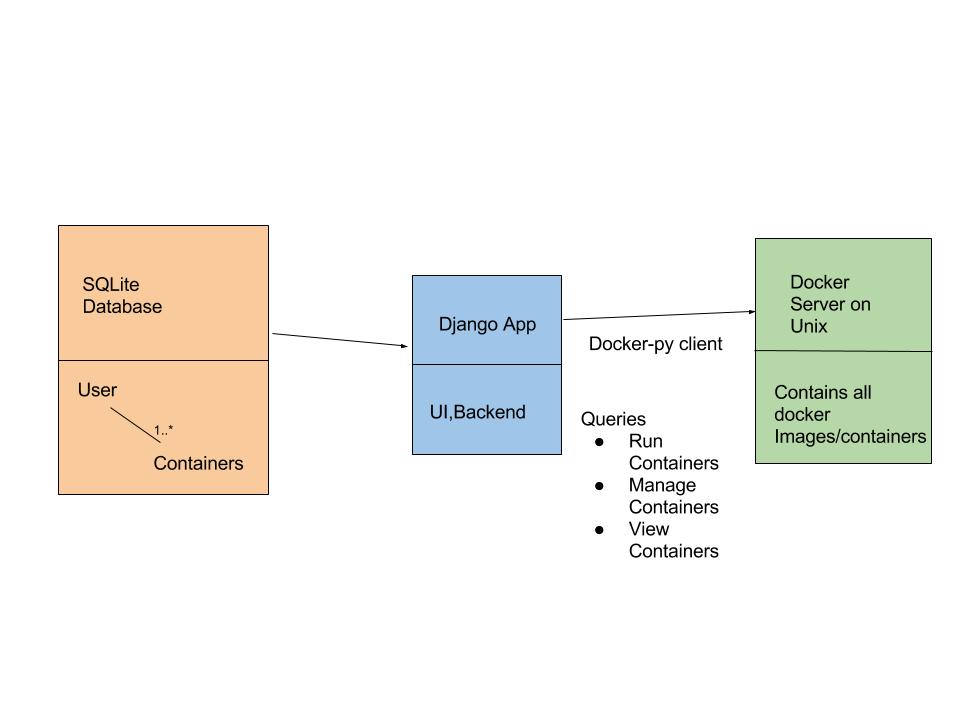 SQLite
Database
User
1..*
Containers
Django App
UI,Backend
Docker-py client
Queries
● Run
Containers
● Manage
Containers
● View
Containers
Docker
Server on
Unix
Contains all
docker
Images/containers